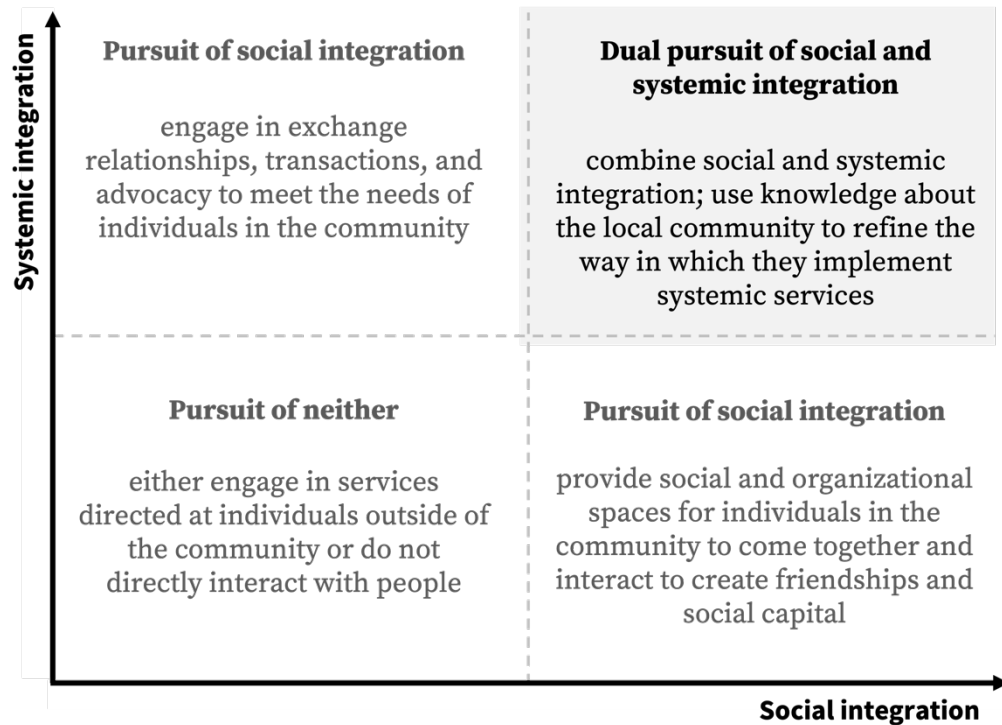 Systemic integration
Pursuit of social integration
engage in exchange
relationships, transactions, and
advocacy to meet the needs of
individuals in the community
Dual pursuit of social and
systemic integration
combine social and systemic
integration; use knowledge about
the local community to refine the
way in which they implement
systemic services
Pursuit of neither
either engage in services
directed at individuals outside of
the community or do not
directly interact with people
Pursuit of social integration
provide social and organizational
spaces for individuals in the
community to come together and
interact to create friendships and
social capital
Social integration